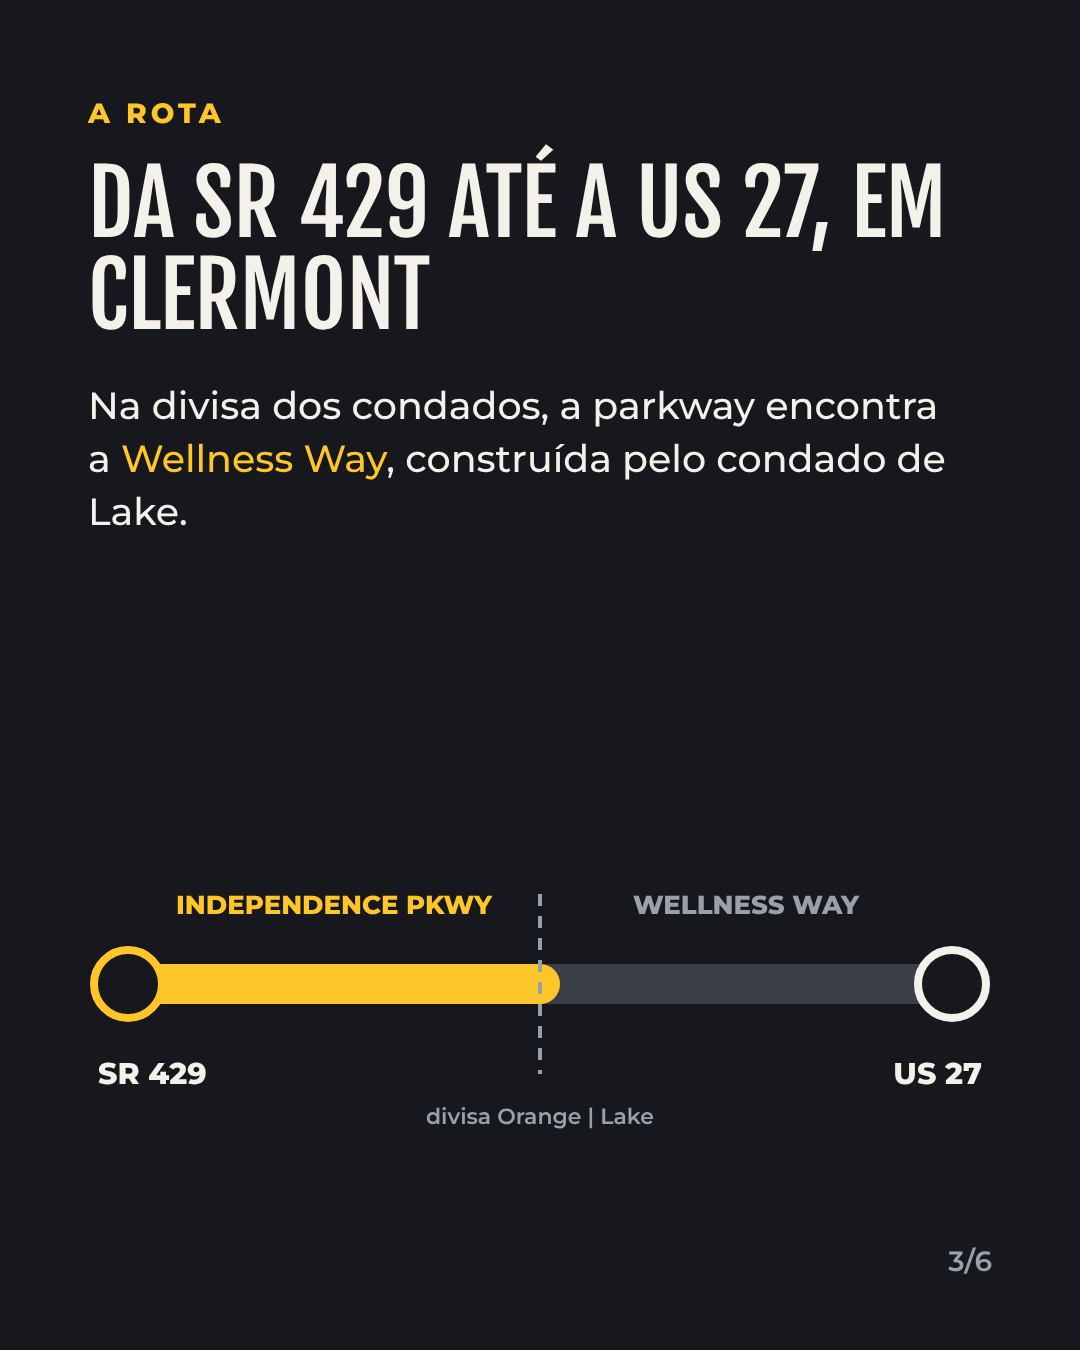 A ROTA
DA SR 429 ATÉ A US 27, EM
CLERMONT
Na divisa dos condados, a parkway encontra
a Wellness Way, construída pelo condado de
Lake.
INDEPENDENCE PKWY
WELLNESS WAY
SR 429
US 27
divisa Orange | Lake
3/6